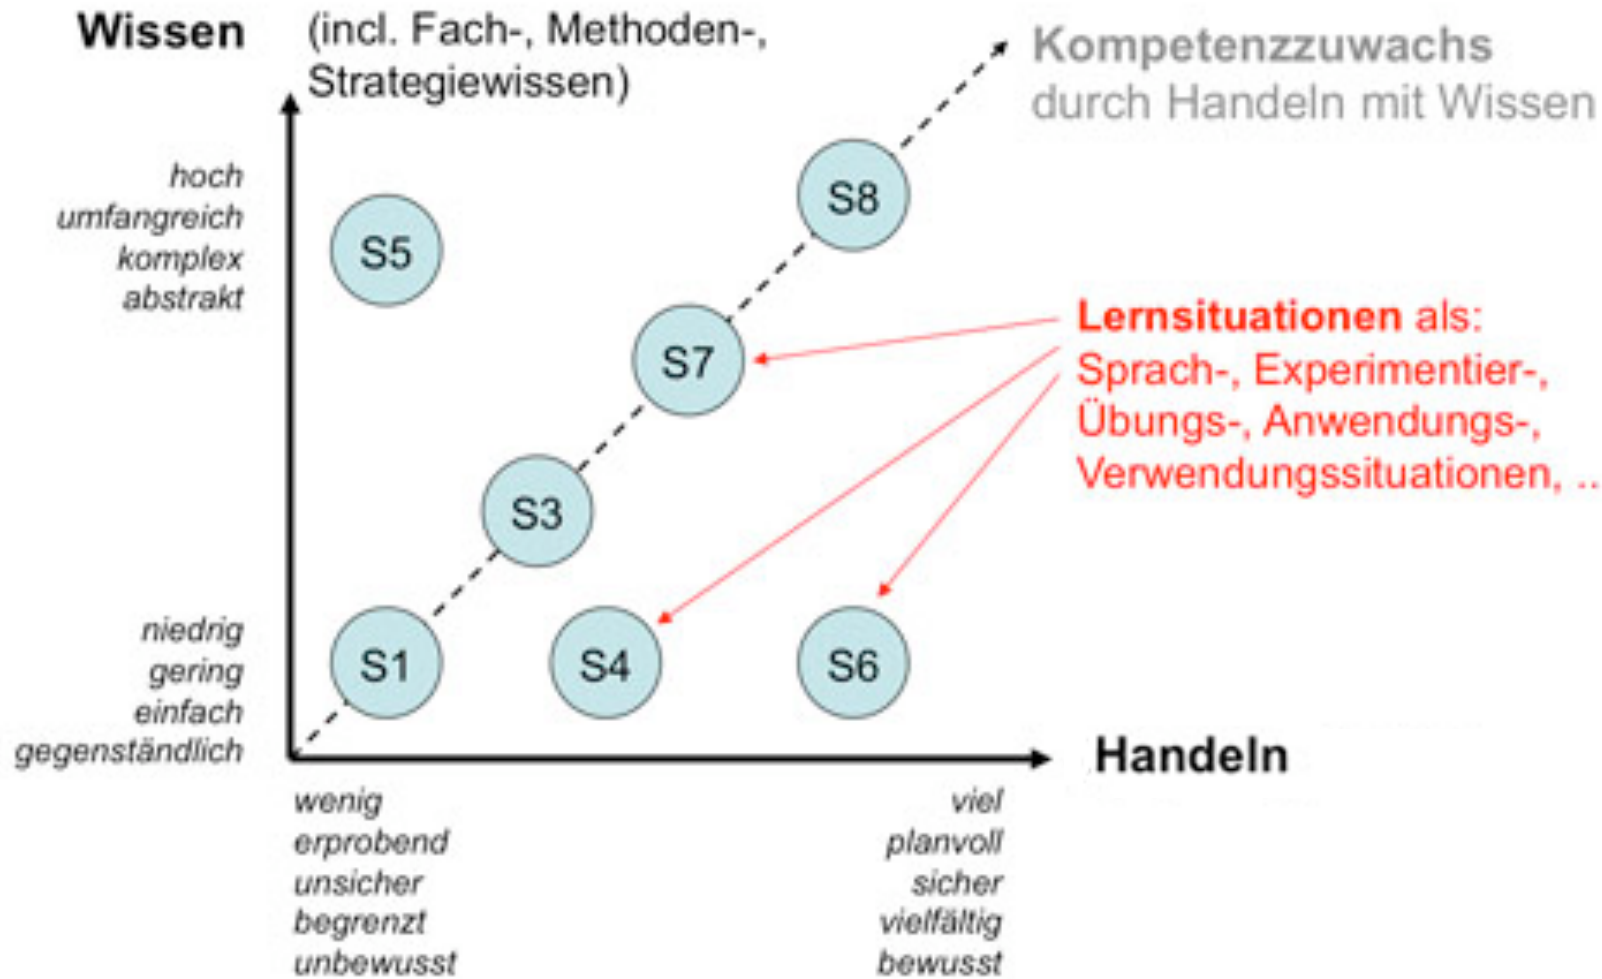 Wissen
(incl. Fach-, Methoden-,
Strategiewissen)
Kompetenzzuwachs
durch Handeln mit Wissen
hoch
umfangreich
komplex
abstrakt
S5
S8
S7
Lernsituationen als:
Sprach-, Experimentier-,
Übungs-, Anwendungs-,
Verwendungssituationen, ..
S3
niedrig
gering
einfach
gegenständlich
S1
S4
S6
Handeln
wenig
erprobend
unsicher
begrenzt
unbewusst
viel
planvoll
sicher
vielfältig
bewusst